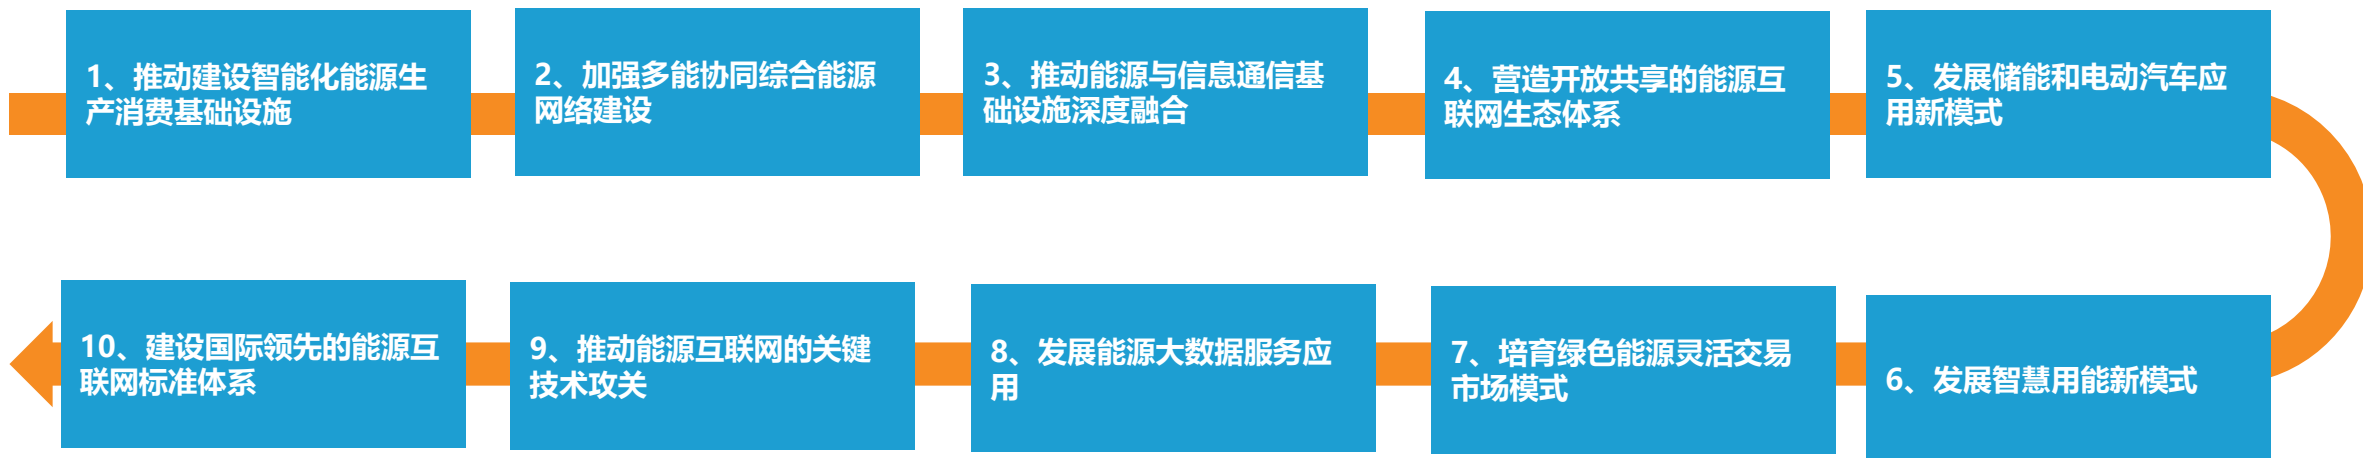 1、推动建设智能化能源生
产消费基础设施
2、加强多能协同综合能源
网络建设
3、推动能源与信息通信基
础设施深度融合
4、营造开放共享的能源互
联网生态体系
5、发展储能和电动汽车应
用新模式
6、发展智慧用能新模式
7、培育绿色能源灵活交易
市场模式
8、发展能源大数据服务应
用
9、推动能源互联网的关键
技术攻关
10、建设国际领先的能源互
联网标准体系